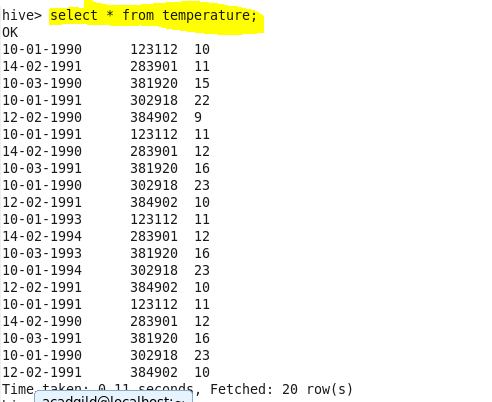 hive> select * from temperature;
OK
10-01-1990 123112 10
14-02-1991 283901 11
10-03-1990 381920 15
10-01-1991 302918 22
12-02-1990 384902 9
10-01-1991 123112 11
14-02-1990 283901 12
10-03-1991 381920 16
10-01-1990 302918 23
12-02-1991 384902 10
10-01-1993 123112 11
14-02-1994 283901 12
10-03-1993 381920 16
10-01-1994 302918 23
12-02-1991 384902 10
10-01-1991 123112 11
14-02-1990 283901 12
10-03-1991 381920 16
10-01-1990 302918 23
12-02-1991 384902 10
Time taken: 0.11 seconds, Fetched: 20 row(s)
acadgild@localhost:~